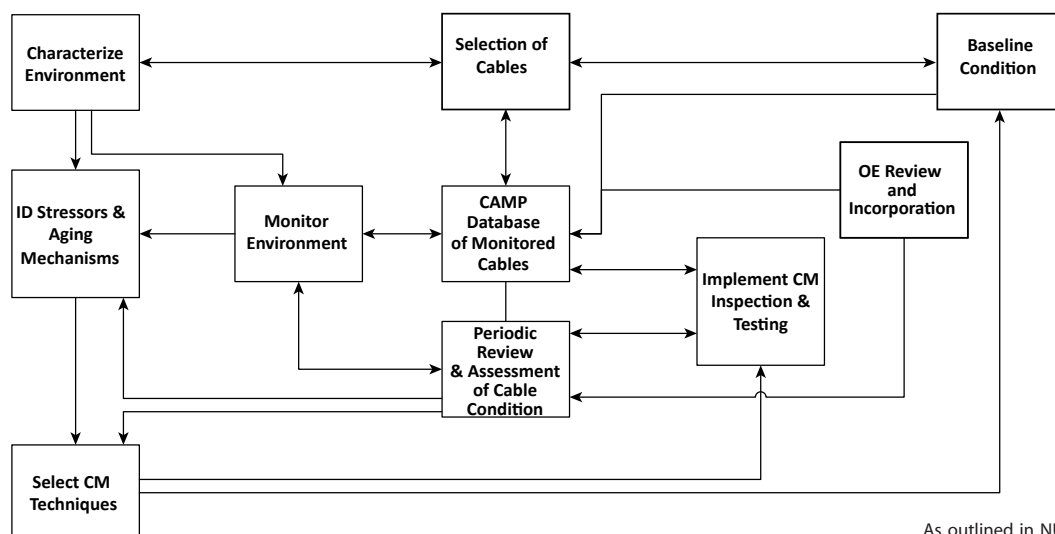 Characterize
Environment
Selection of
Cables
Baseline
Condition
ID Stressors &
Aging
Mechanisms
Monitor
Environment
CAMP
Database
of Monitored
Cables
OE Review
and
Incorporation
Implement CM
Inspection &
Testing
Periodic
Review
& Assessment
of Cable
Condition
Select CM
Techniques
As outlined in